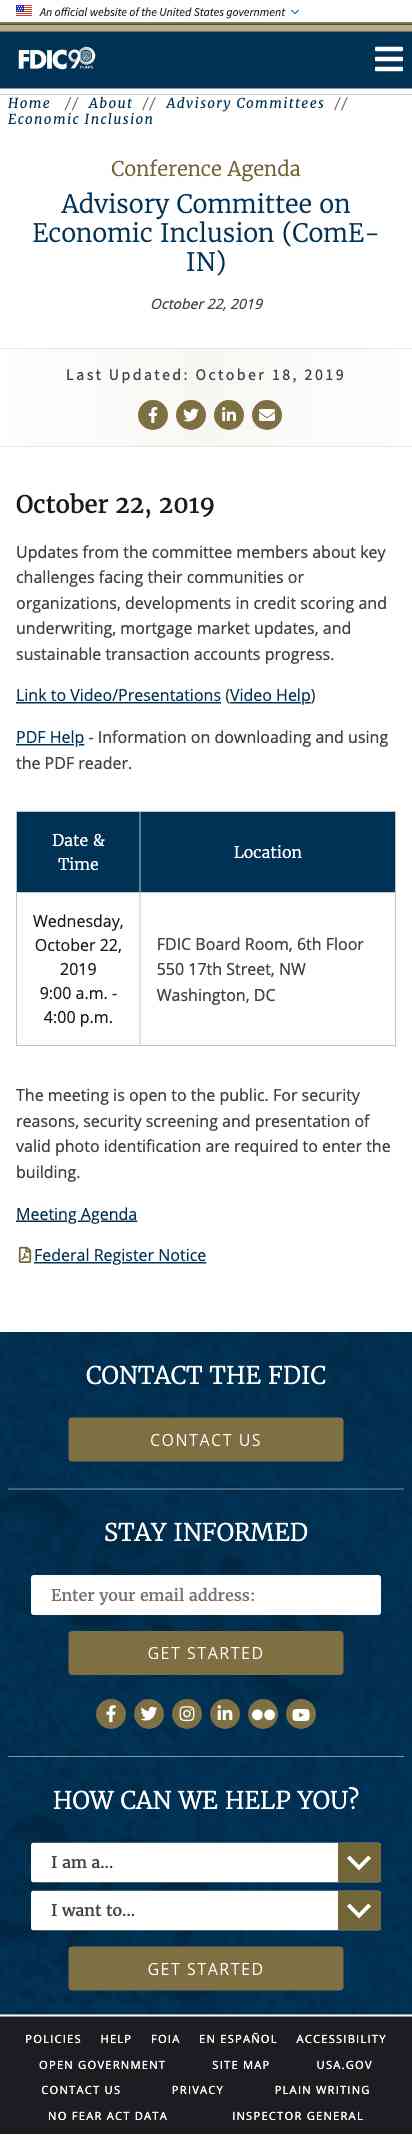 An official website of the United States government
FDIC 90 YEARS
Home // About // Advisory Committees //
Economic Inclusion
Conference Agenda
Advisory Committee on
Economic Inclusion (ComE-
IN)
October 22, 2019
Last Updated: October 18, 2019
October 22, 2019
Updates from the committee members about key
challenges facing their communities or
organizations, developments in credit scoring and
underwriting, mortgage market updates, and
sustainable transaction accounts progress.
Link to Video/Presentations (Video Help)
PDF Help - Information on downloading and using
the PDF reader.
Date &
Time
Location
Wednesday,
October 22,
2019
9:00 a.m. -
4:00 p.m.
FDIC Board Room, 6th Floor
550 17th Street, NW
Washington, DC
The meeting is open to the public. For security
reasons, security screening and presentation of
valid photo identification are required to enter the
building.
Meeting Agenda
Federal Register Notice
CONTACT THE FDIC
CONTACT US
STAY INFORMED
Enter your email address:
GET STARTED
HOW CAN WE HELP YOU?
I am a...
I want to...
GET STARTED
POLICIES HELP FOIA EN ESPAÑOL ACCESSIBILITY
OPEN GOVERNMENT SITE MAP USA.GOV
CONTACT US PRIVACY PLAIN WRITING
NO FEAR ACT DATA INSPECTOR GENERAL